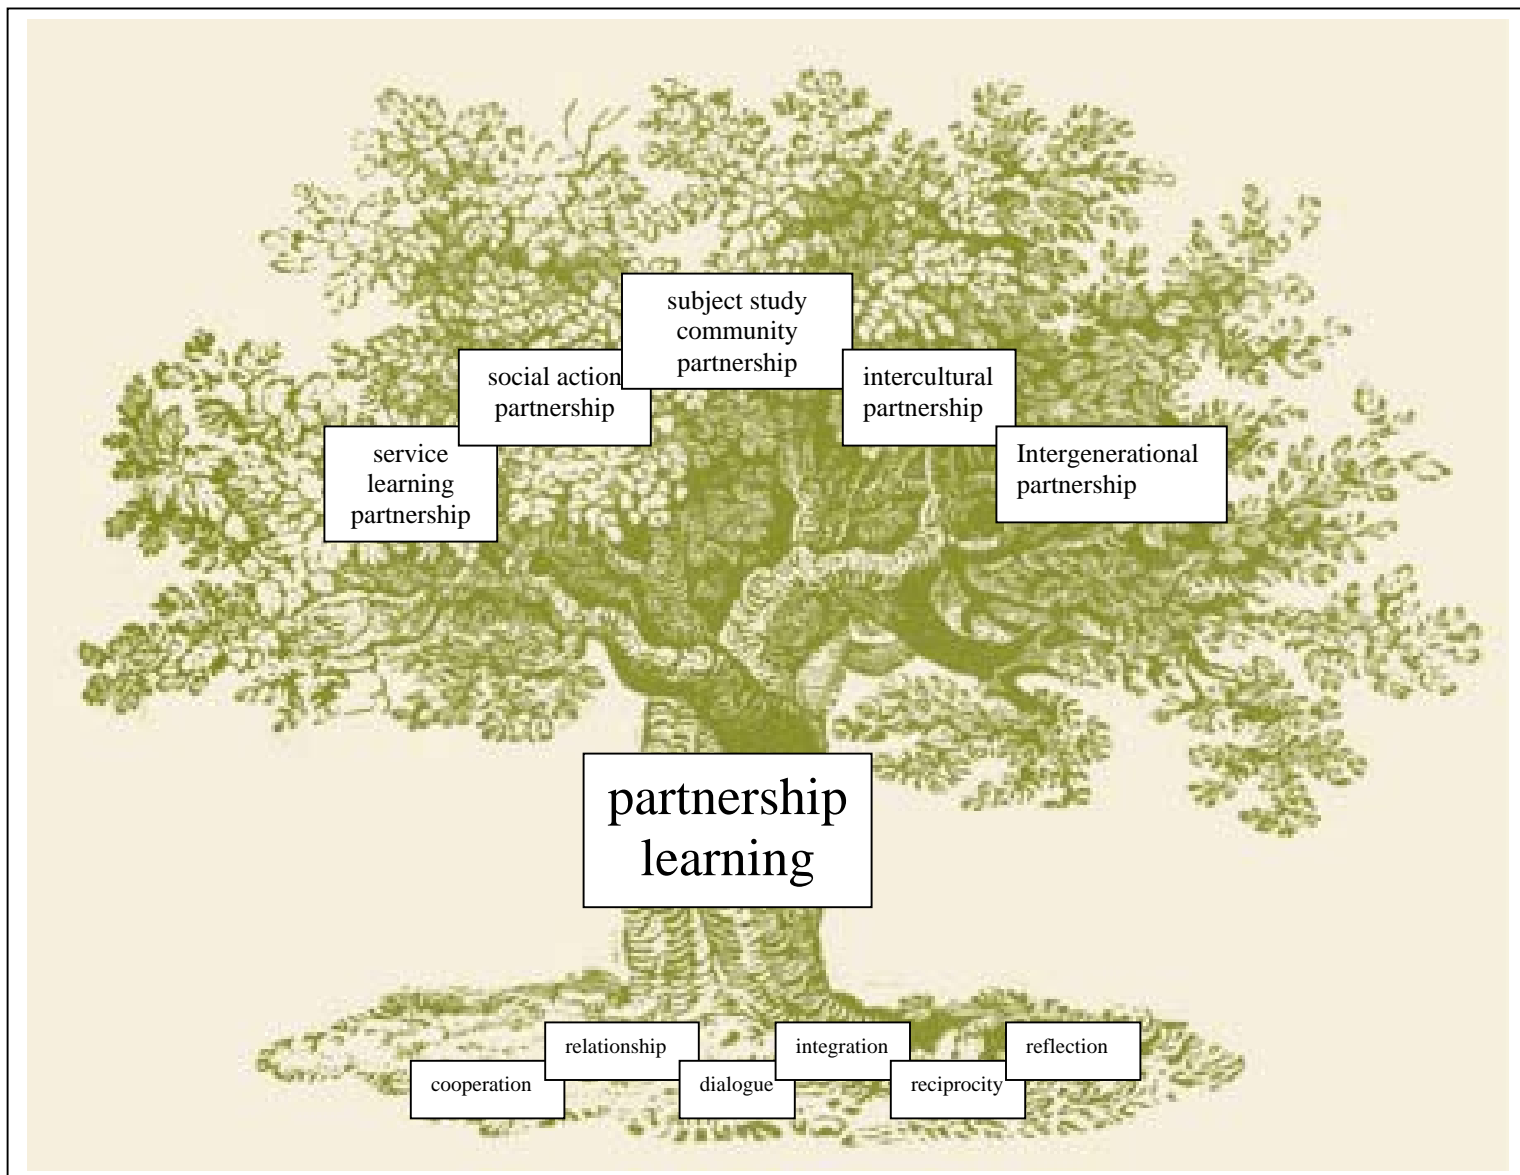 subject study
community
partnership
social action
partnership
intercultural
partnership
service
learning
partnership
Intergenerational
partnership
partnership
learning
relationship
integration
reflection
cooperation
dialogue
reciprocity